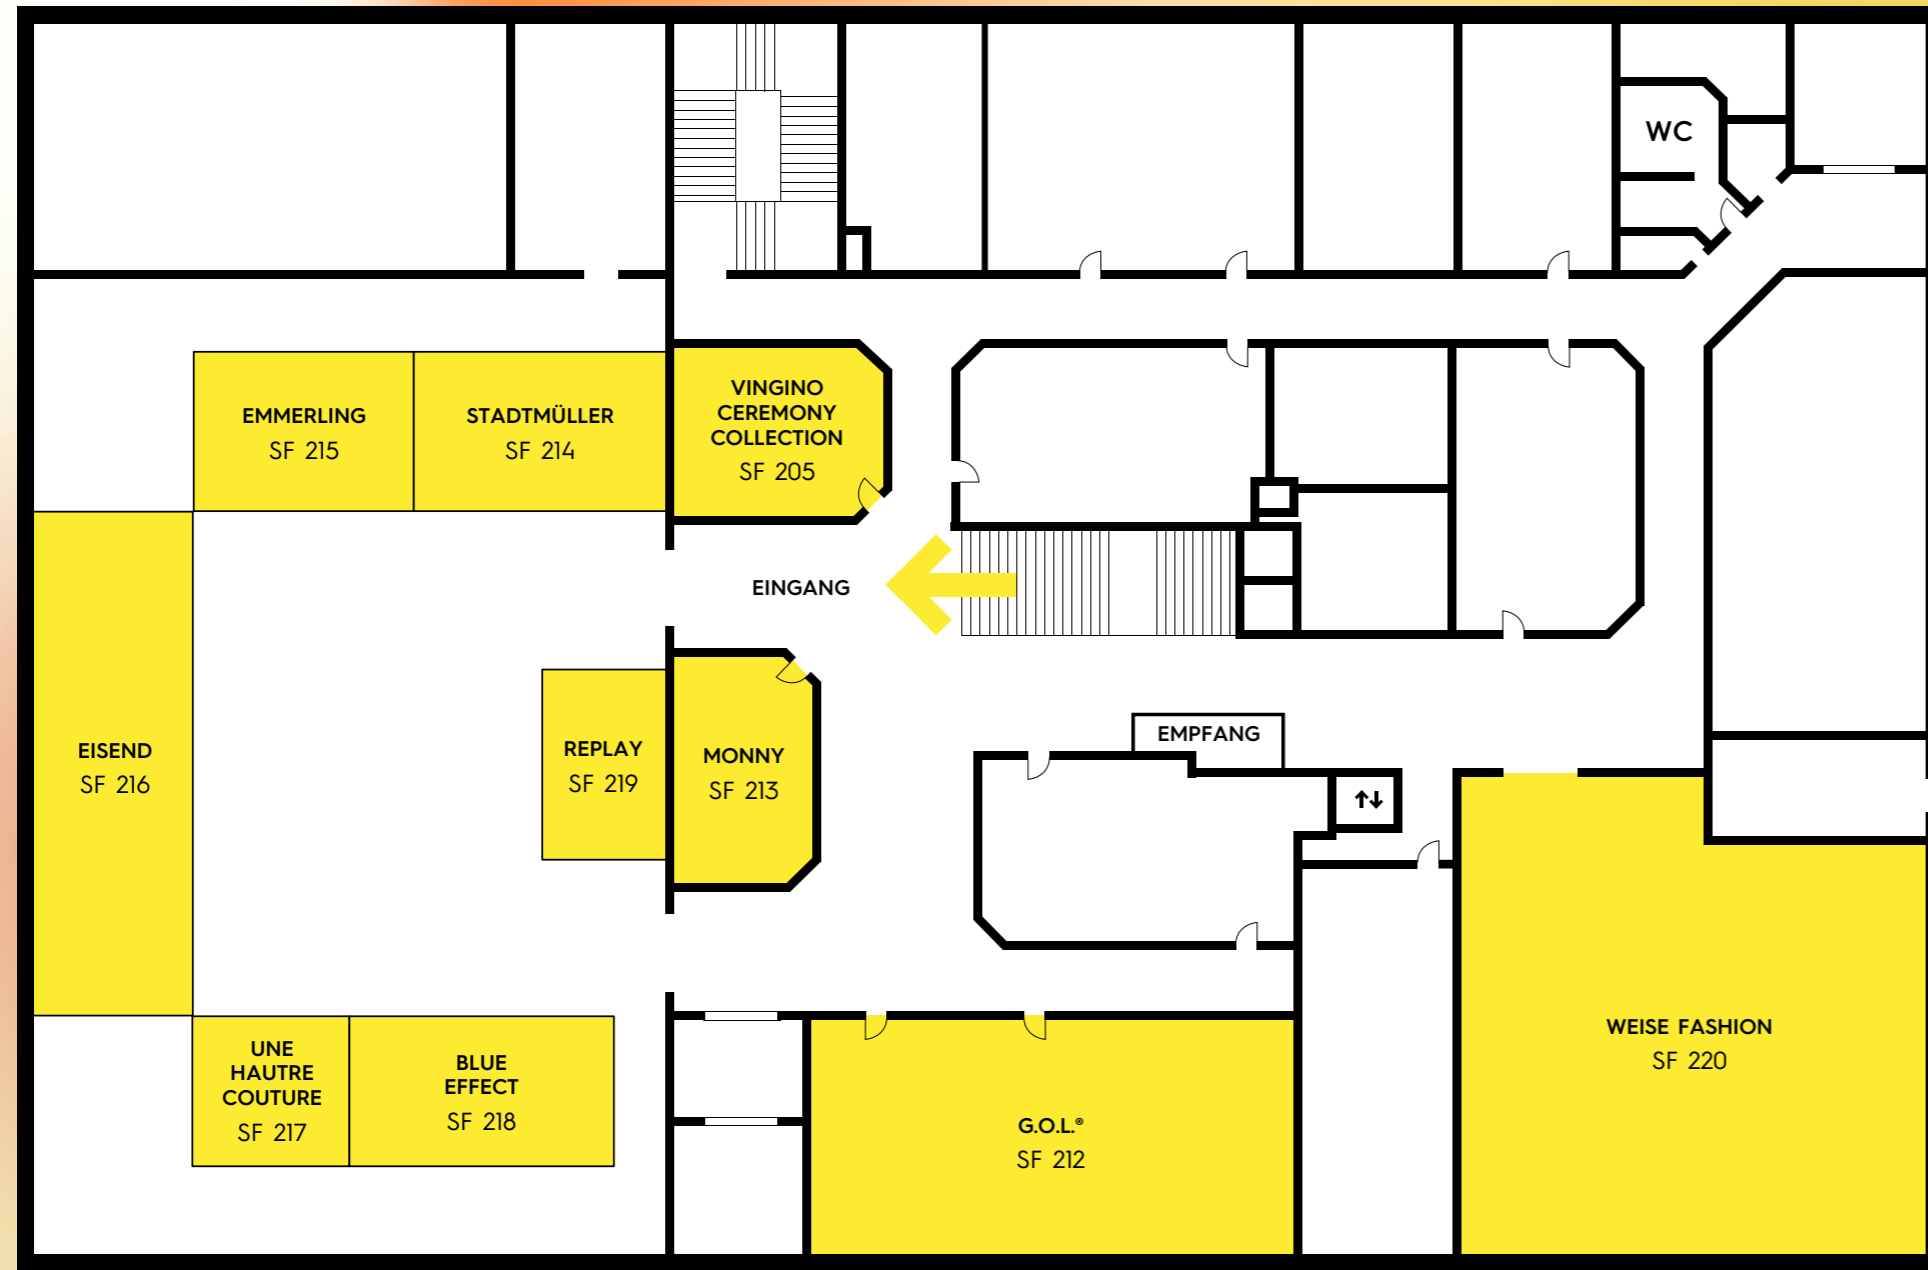 WC
EMMERLING
SF 215
STADTMÜLLER
SF 214
VINGINO
CEREMONY
COLLECTION
SF 205
EINGANG
EISEND
SF 216
REPLAY
SF 219
MONNY
SF 213
EMPFANG
UNE
HAUTRE
COUTURE
SF 217
BLUE
EFFECT
SF 218
G.O.L.®
SF 212
WEISE FASHION
SF 220